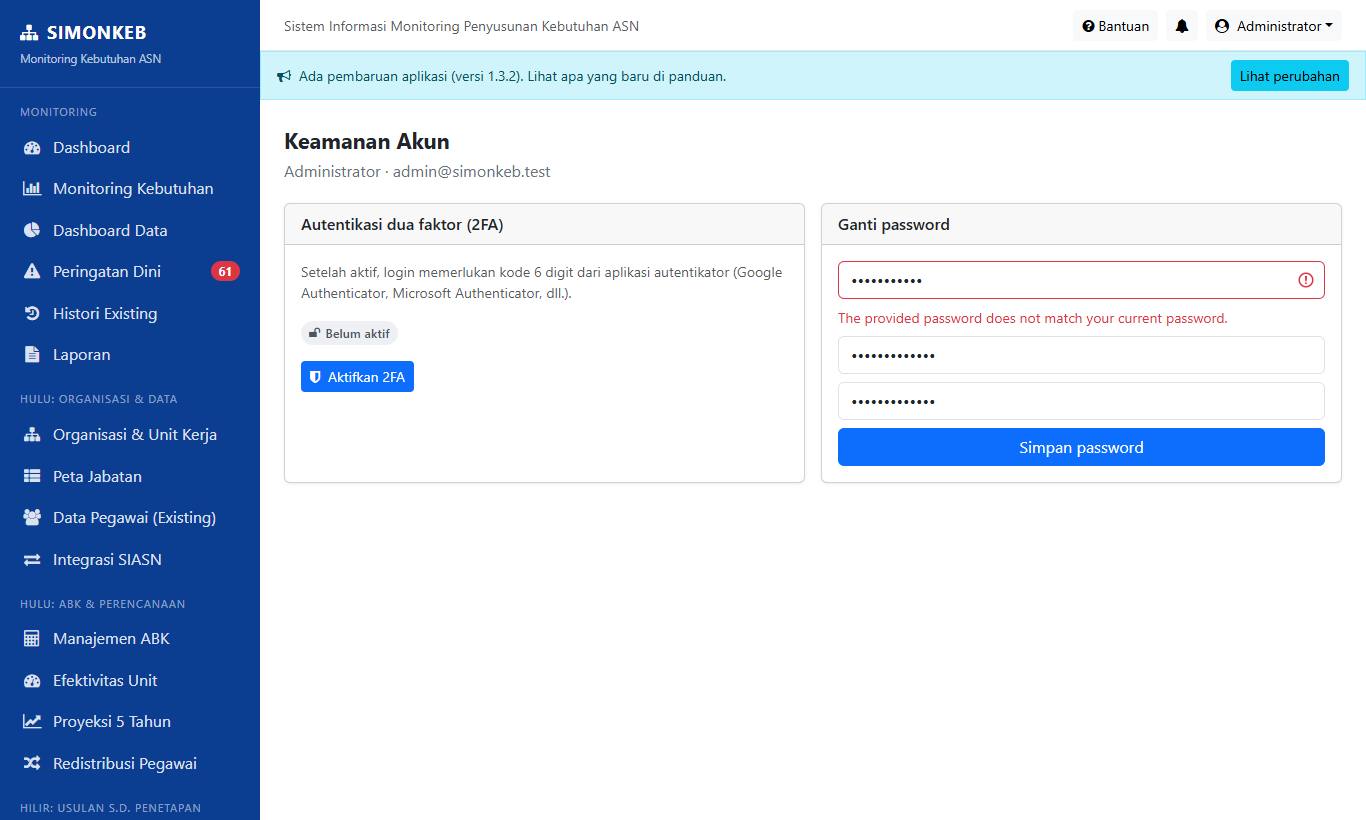 SIMONKEB
Monitoring Kebutuhan ASN
MONITORING
Dashboard
Monitoring Kebutuhan
Dashboard Data
Peringatan Dini 61
Histori Existing
Laporan
HULU: ORGANISASI & DATA
Organisasi & Unit Kerja
Peta Jabatan
Data Pegawai (Existing)
Integrasi SIASN
HULU: ABK & PERENCANAAN
Manajemen ABK
Efektivitas Unit
Proyeksi 5 Tahun
Redistribusi Pegawai
HILIR: USULAN S.D. PENETAPAN
Sistem Informasi Monitoring Penyusunan Kebutuhan ASN
Bantuan
Administrator
Ada pembaruan aplikasi (versi 1.3.2). Lihat apa yang baru di panduan.
Lihat perubahan
Keamanan Akun
Administrator · admin@simonkeb.test
Autentikasi dua faktor (2FA)
Setelah aktif, login memerlukan kode 6 digit dari aplikasi autentikator (Google
Authenticator, Microsoft Authenticator, dll.).
Belum aktif
Aktifkan 2FA
Ganti password
•••••••••••
The provided password does not match your current password.
•••••••••••••
•••••••••••••
Simpan password